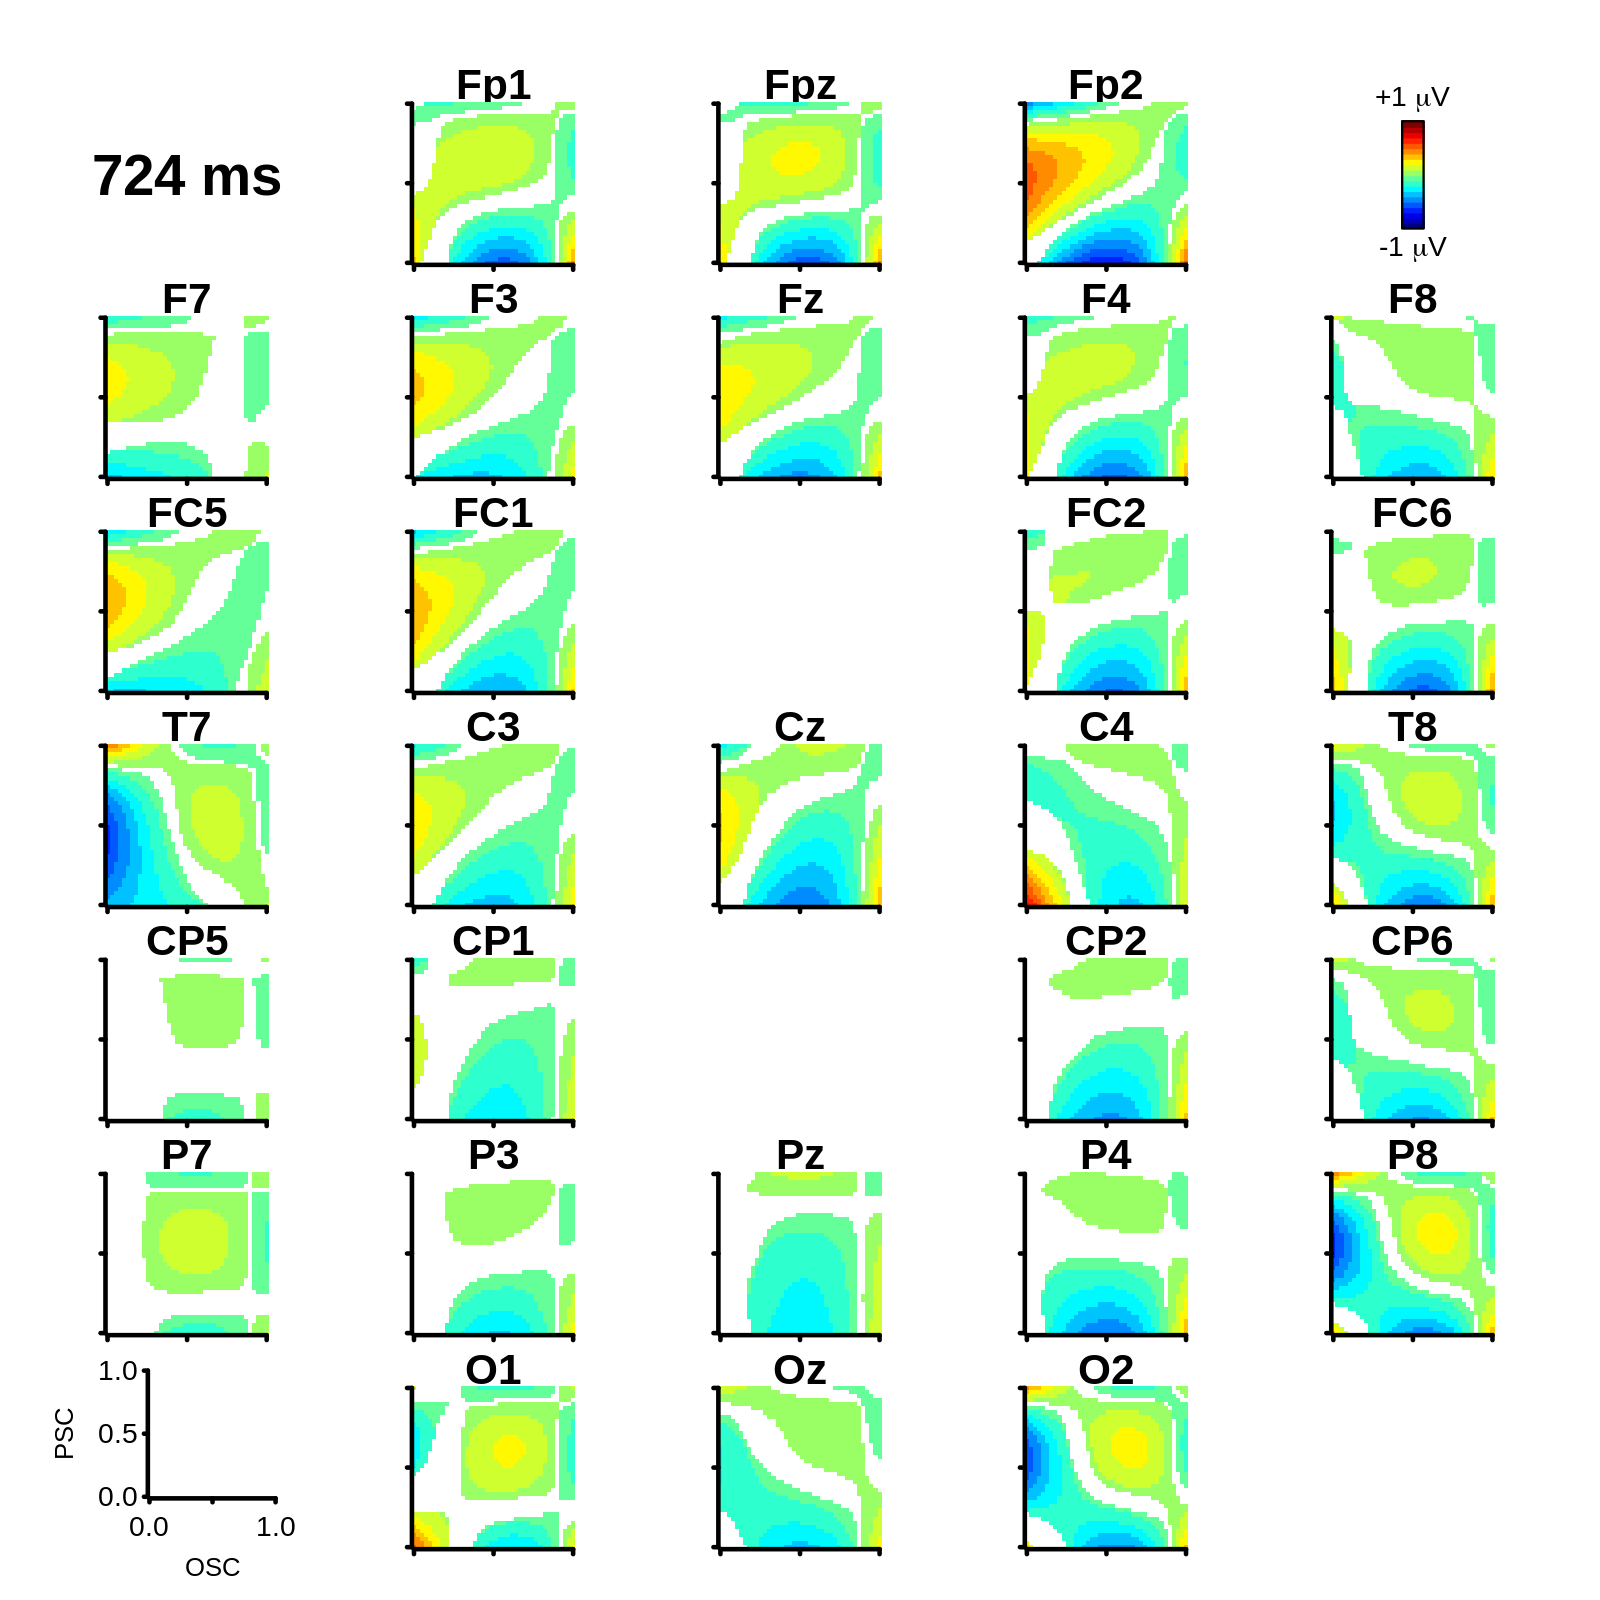 Fp1 Fpz Fp2
+1 μV
724 ms
-1 μV
F7 F3 Fz F4 F8
FC5 FC1 FC2 FC6
T7 C3 Cz C4 T8
CP5 CP1 CP2 CP6
P7 P3 Pz P4 P8
O1 Oz O2
1.0
PSC
0.5
0.0
0.0 1.0
OSC